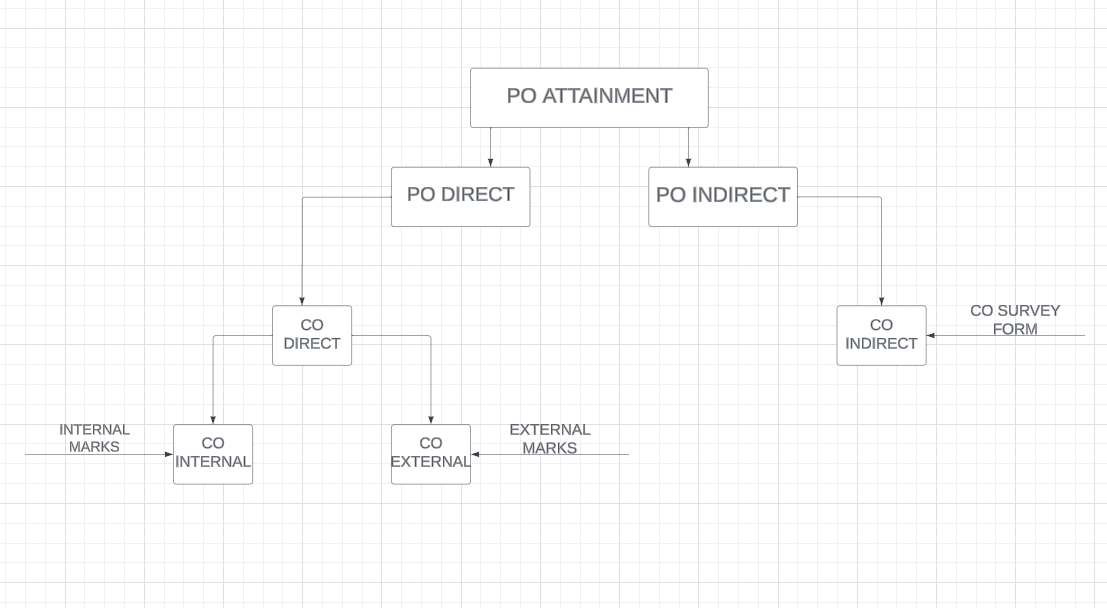 PO ATTAINMENT
PO DIRECT
PO INDIRECT
CO
DIRECT
CO
INDIRECT
CO SURVEY
FORM
INTERNAL
MARKS
CO
INTERNAL
CO
EXTERNAL
EXTERNAL
MARKS